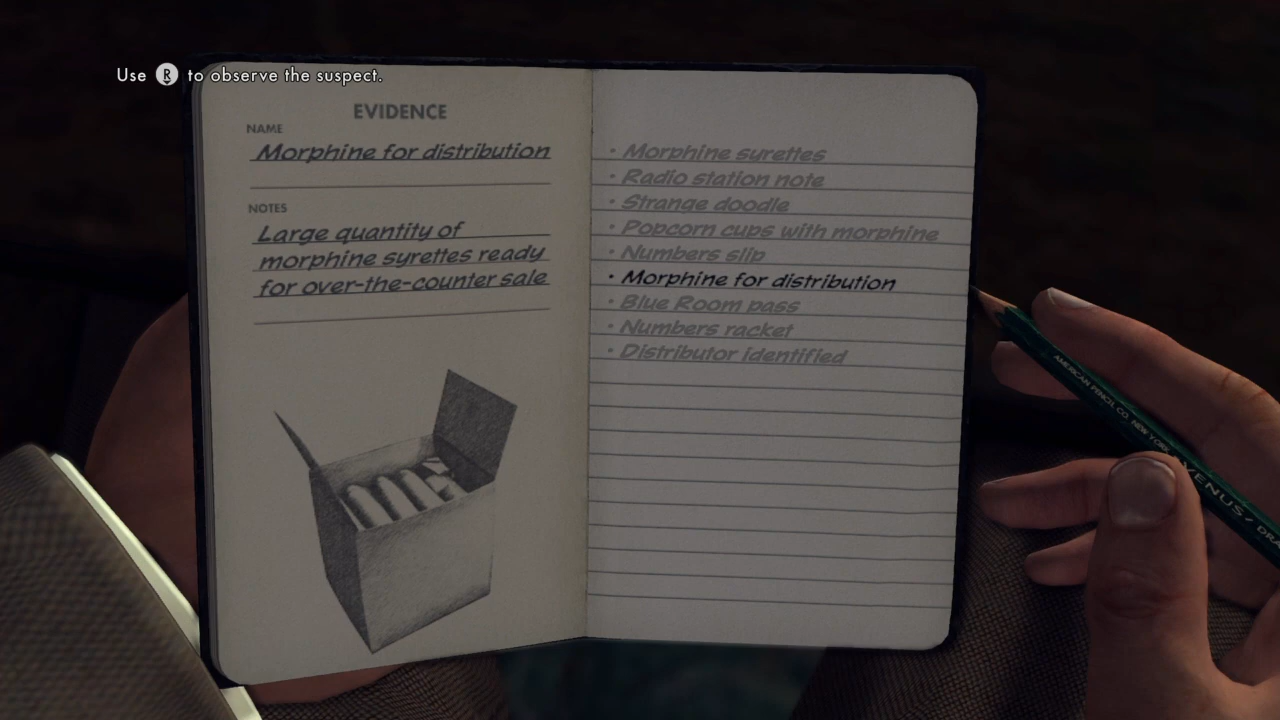 Use R to observe the suspect.
EVIDENCE
NAME
Morphine for distribution
NOTES
Large quantity of
morphine syrettes ready
for over-the-counter sale
• Morphine syrettes
• Radio station note
• Strange doodle
• Popcorn cups with morphine
• Numbers slip
• Morphine for distribution
• Blue Room pass
• Numbers racket
• Distributor identified
AMERICAN PENCIL CO. NEW YORK
VENUS / DRA